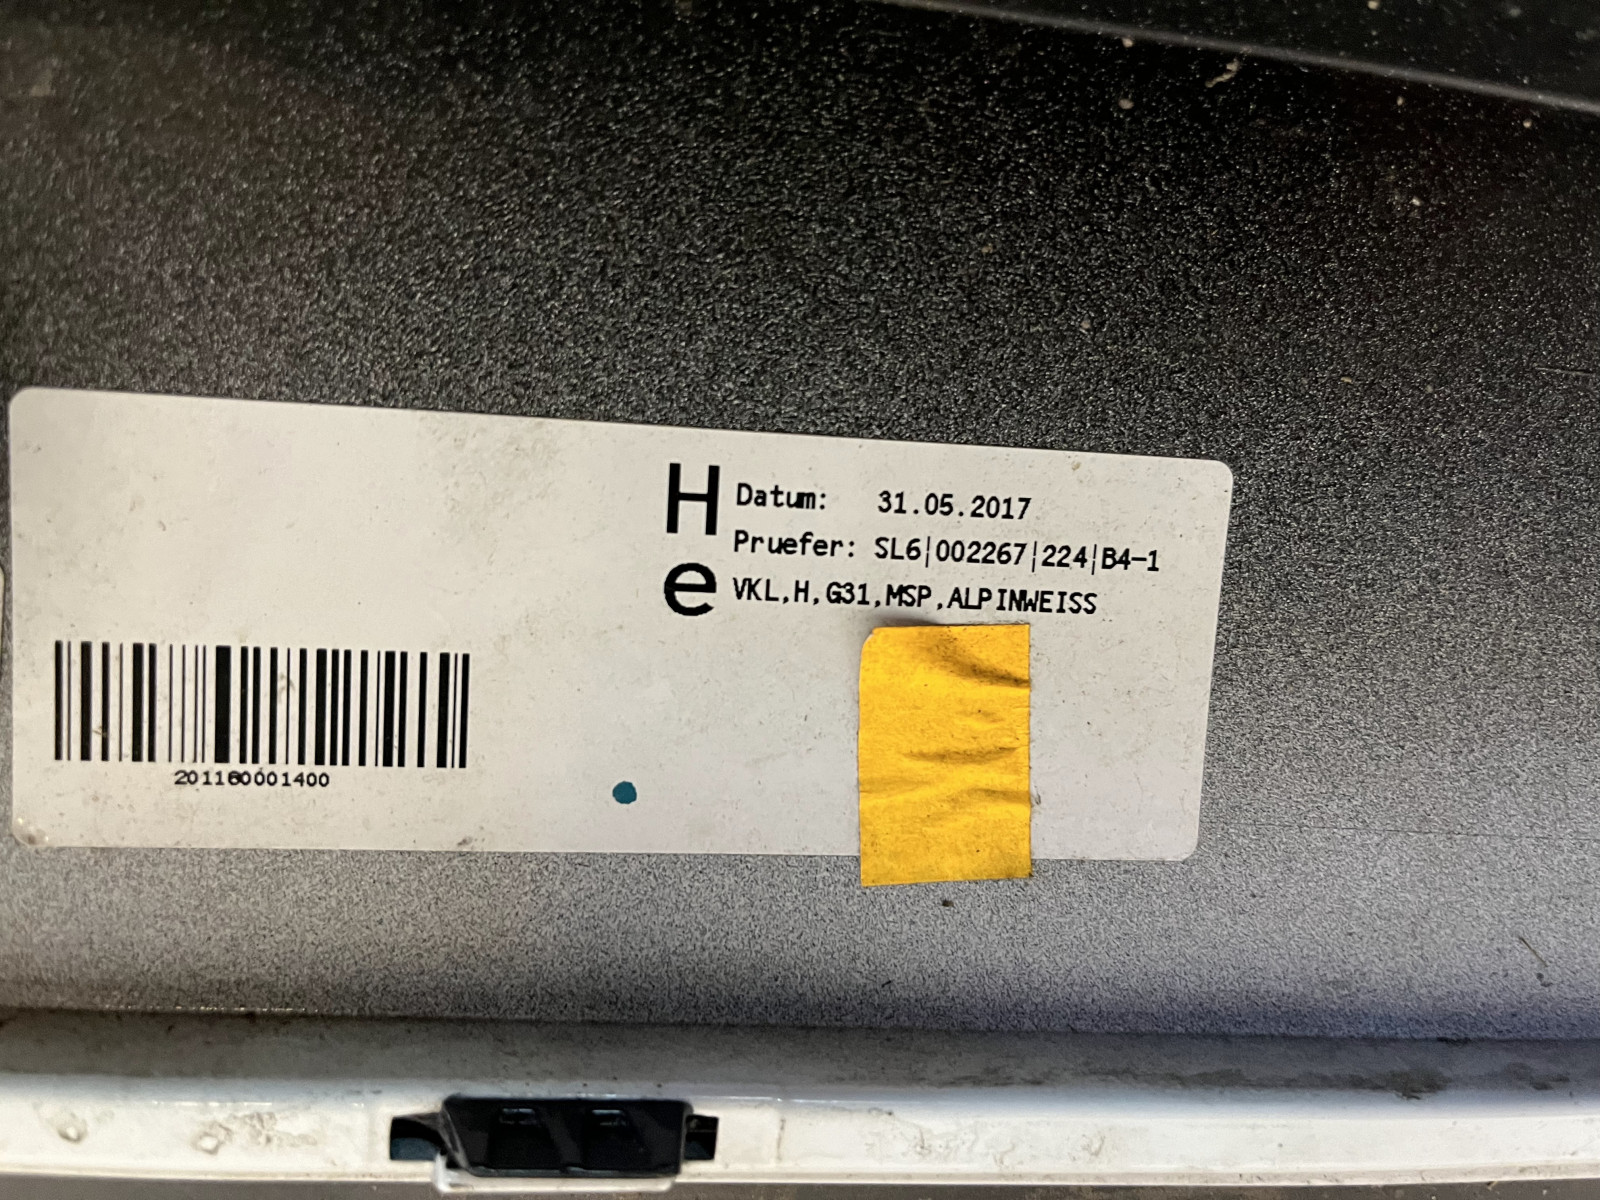 H
Datum: 31.05.2017
Pruefer: SL6|002267|224|B4-1
e
VKL,H,G31,MSP,ALPINWEISS
201160001400